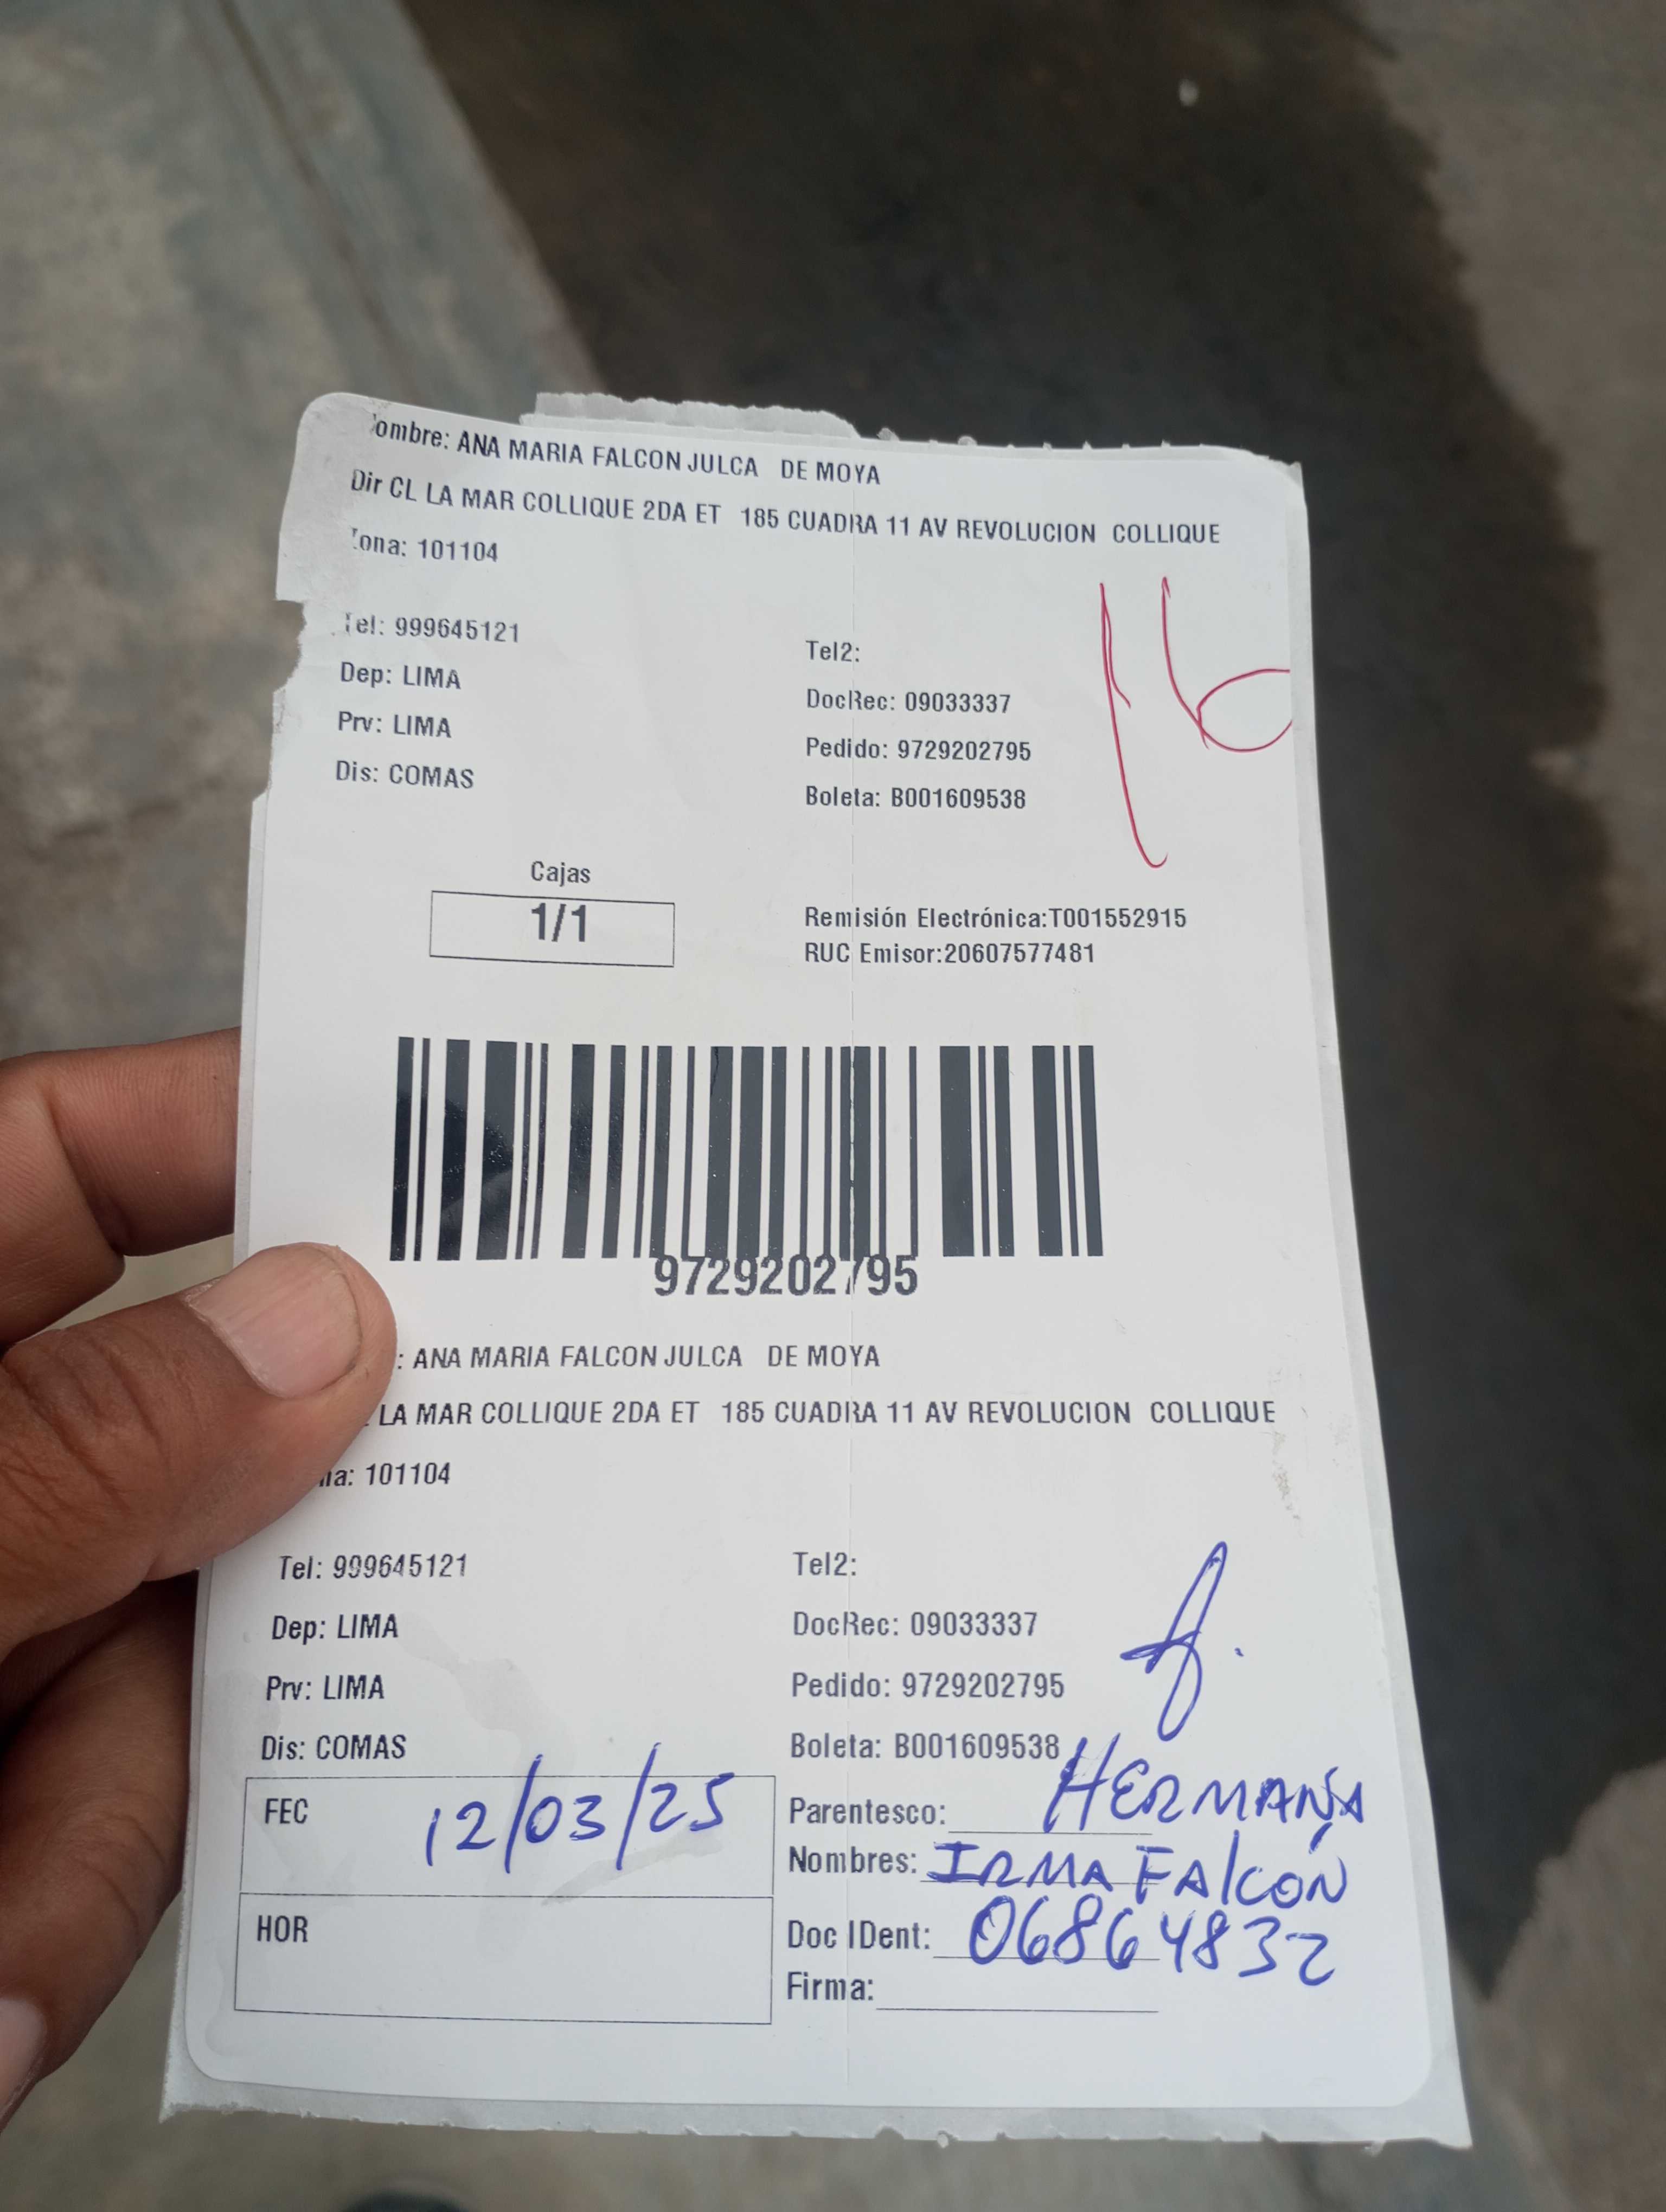 ombre: ANA MARIA FALCON JULCA DE MOYA
Dir CL LA MAR COLLIQUE 2DA ET 185 CUADRA 11 AV REVOLUCION COLLIQUE
Zona: 101104
16
Tel: 999645121
Tel2:
Dep: LIMA
DocRec: 09033337
Prv: LIMA
Pedido: 9729202795
Dis: COMAS
Boleta: B001609538
Cajas
1/1
Remisión Electrónica:T001552915
RUC Emisor:20607577481
9729202795
: ANA MARIA FALCON JULCA DE MOYA
LA MAR COLLIQUE 2DA ET 185 CUADRA 11 AV REVOLUCION COLLIQUE
na: 101104
Tel: 999645121
Tel2:
Dep: LIMA
DocRec: 09033337
Prv: LIMA
Pedido: 9729202795
Dis: COMAS
Boleta: B001609538
FEC 12/03/25
Parentesco: HERMANA
Nombres: IRMA FAlCÓN
HOR
Doc IDent: 06864832
Firma: